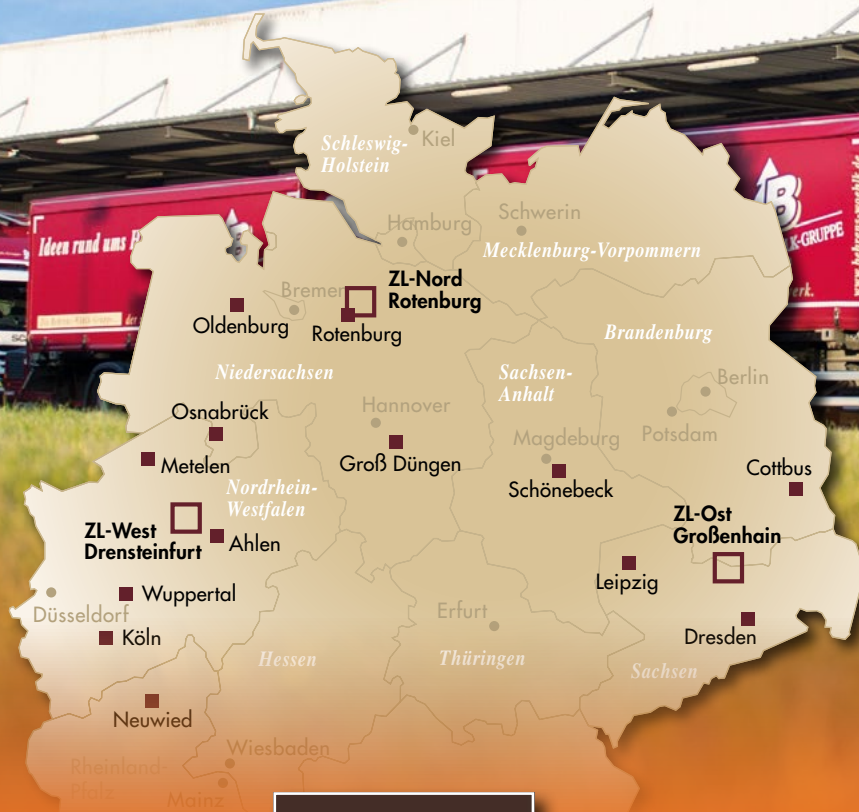 Kiel
Schleswig-
Holstein
Schwerin
Hamburg
Mecklenburg-Vorpommern
K-GRUPPE
Ideen rund ums
ZL-Nord
Rotenburg
Bremen
Oldenburg
Rotenburg
Brandenburg
Niedersachsen
Sachsen-
Anhalt
Berlin
Hannover
Osnabrück
Potsdam
Magdeburg
Metelen
Groß Düngen
Cottbus
Schönebeck
Nordrhein-
Westfalen
ZL-Ost
Großenhain
ZL-West
Drensteinfurt
Ahlen
Leipzig
Wuppertal
Düsseldorf
Erfurt
Köln
Dresden
Hessen
Thüringen
Sachsen
Neuwied
Wiesbaden
Rheinland-
Pfalz
Mainz